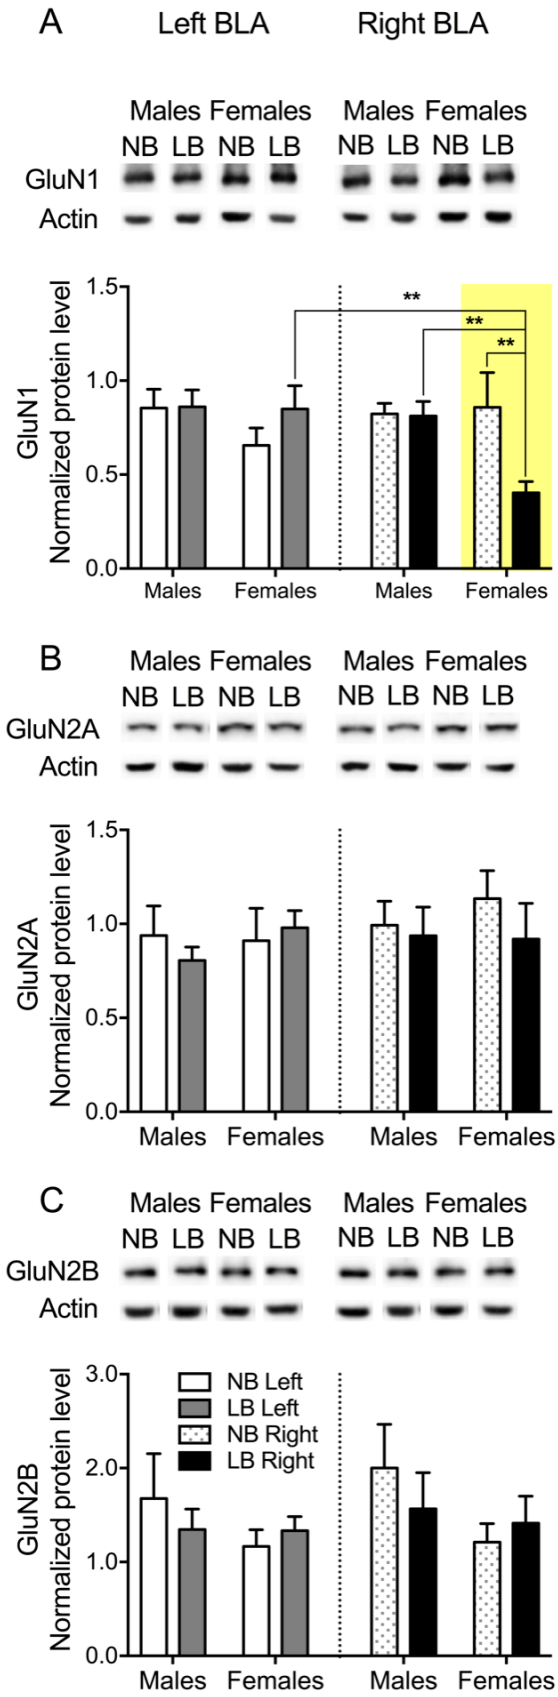 A
Left BLA Right BLA
Males Females Males Females
NB LB NB LB NB LB NB LB
GluN1
Actin
GluN1
Normalized protein level
1.5
1.0
0.5
0.0
**
**
**
Males Females Males Females
B
Males Females Males Females
NB LB NB LB NB LB NB LB
GluN2A
Actin
GluN2A
Normalized protein level
1.5
1.0
0.5
0.0
Males Females Males Females
C
Males Females Males Females
NB LB NB LB NB LB NB LB
GluN2B
Actin
GluN2B
Normalized protein level
3.0
2.0
1.0
0.0
NB Left
LB Left
NB Right
LB Right
Males Females Males Females